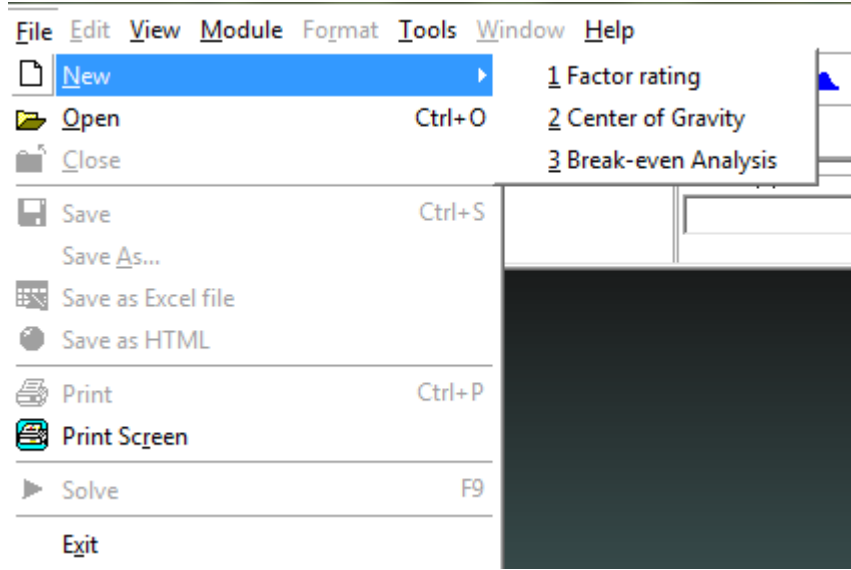 File Edit View Module Format Tools Window Help
New
1 Factor rating
Open Ctrl+O
2 Center of Gravity
Close
3 Break-even Analysis
Save Ctrl+S
Save As...
Save as Excel file
Save as HTML
Print Ctrl+P
Print Screen
Solve F9
Exit